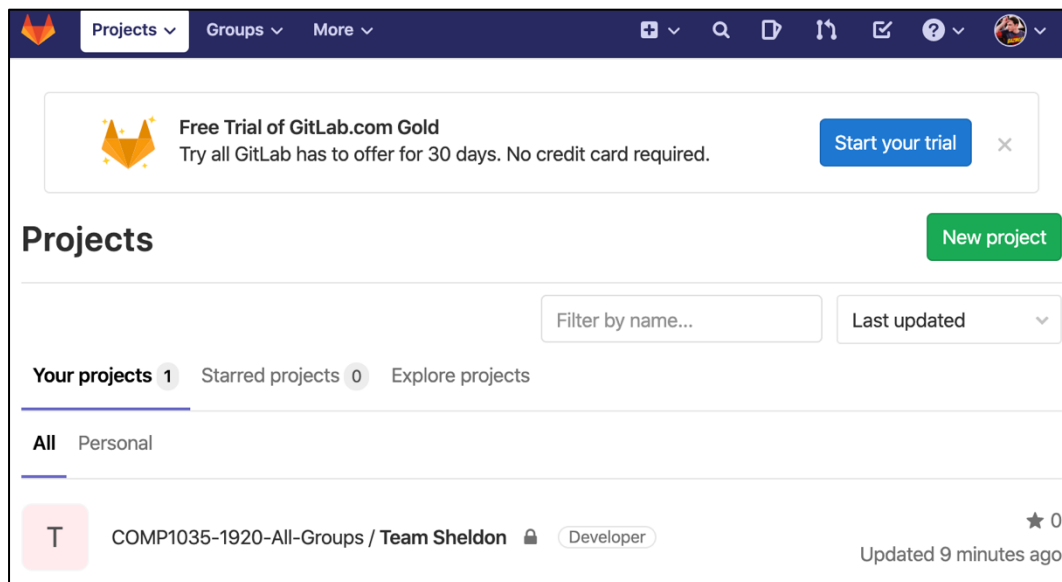 Projects Groups More
Free Trial of GitLab.com Gold
Try all GitLab has to offer for 30 days. No credit card required.
Start your trial
Projects
New project
Filter by name...
Last updated
Your projects 1 Starred projects 0 Explore projects
All Personal
T
COMP1035-1920-All-Groups / Team Sheldon Developer
0
Updated 9 minutes ago